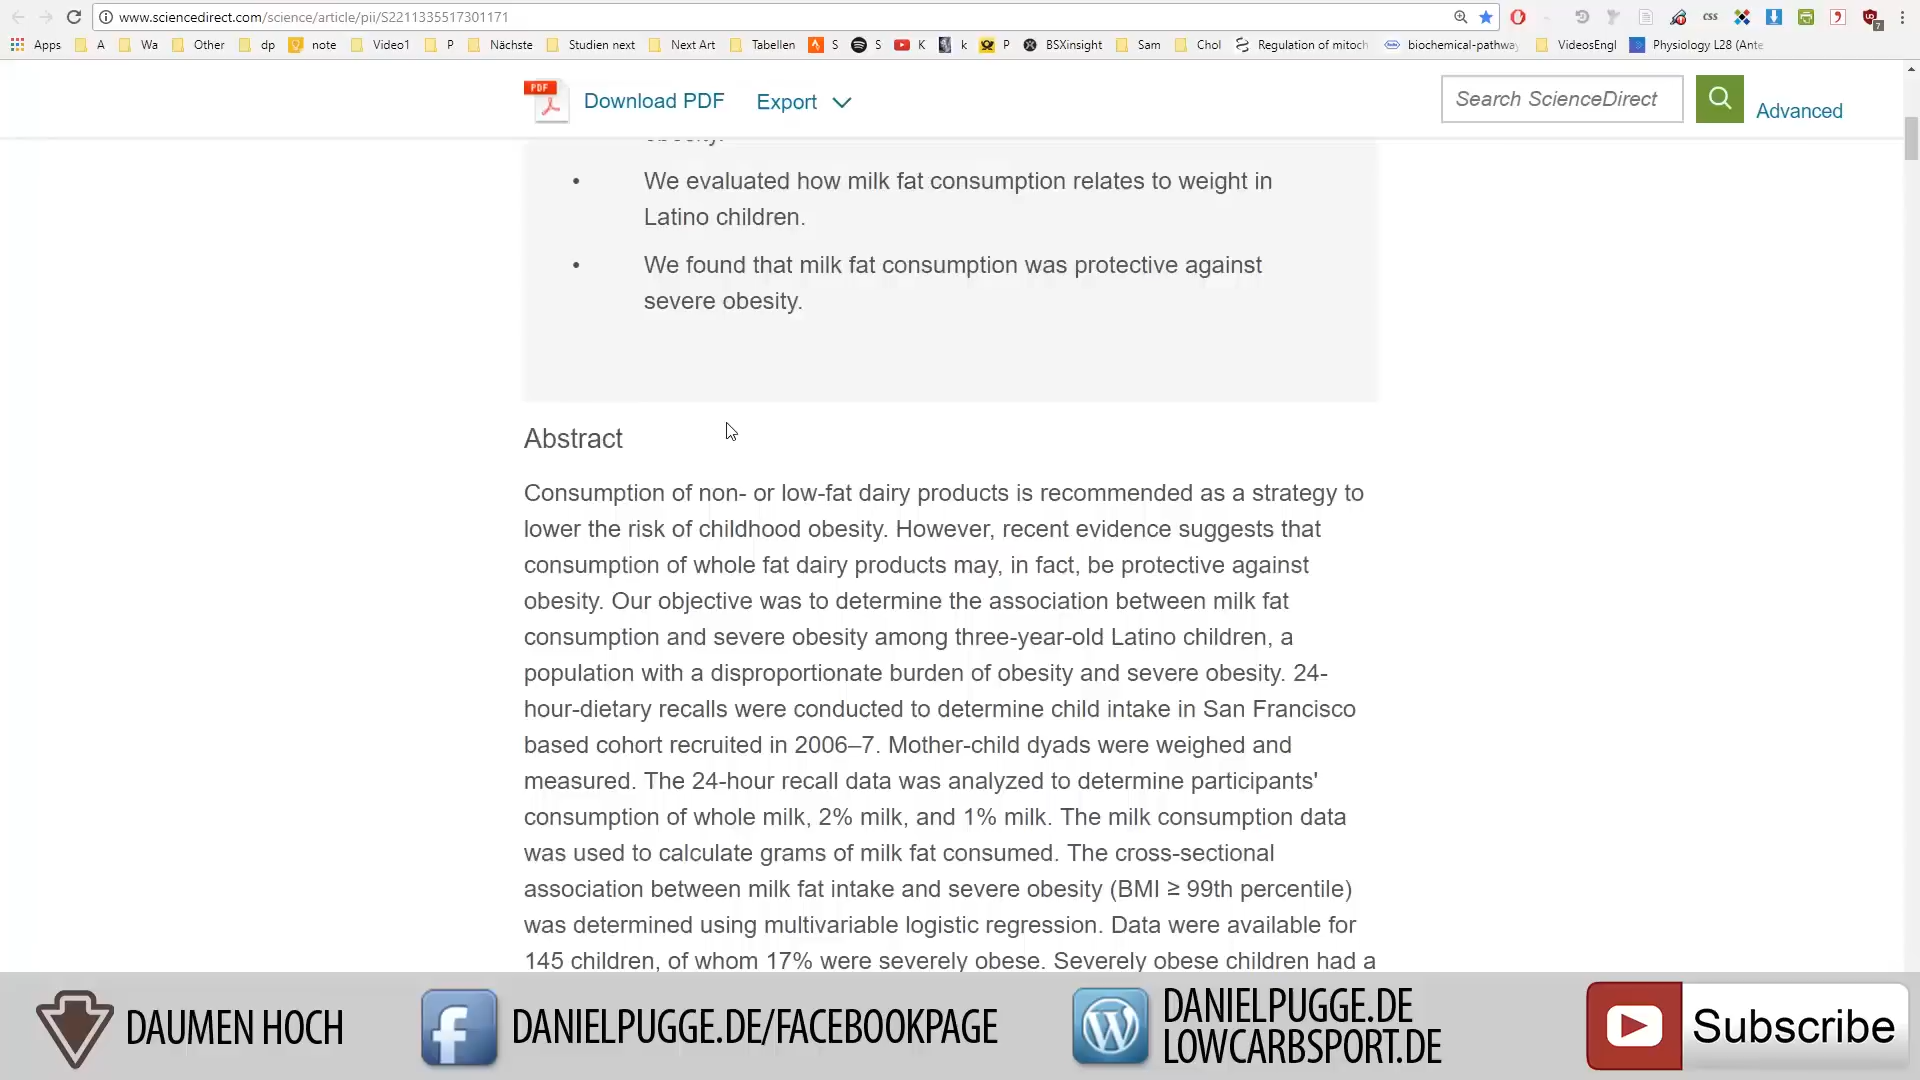 www.sciencedirect.com/science/article/pii/S2211335517301171
CSS
7
Apps A Wa Other dp note Video1 P Nächste Studien next Next Art Tabellen S S K k P BSXinsight Sam Chol Regulation of mitoch biochemical-pathwa VideosEngl Physiology L28 (Ante
PDF Download PDF Export Search ScienceDirect Advanced
obesity.
• We evaluated how milk fat consumption relates to weight in
Latino children.
• We found that milk fat consumption was protective against
severe obesity.
Abstract
Consumption of non- or low-fat dairy products is recommended as a strategy to
lower the risk of childhood obesity. However, recent evidence suggests that
consumption of whole fat dairy products may, in fact, be protective against
obesity. Our objective was to determine the association between milk fat
consumption and severe obesity among three-year-old Latino children, a
population with a disproportionate burden of obesity and severe obesity. 24-
hour-dietary recalls were conducted to determine child intake in San Francisco
based cohort recruited in 2006–7. Mother-child dyads were weighed and
measured. The 24-hour recall data was analyzed to determine participants'
consumption of whole milk, 2% milk, and 1% milk. The milk consumption data
was used to calculate grams of milk fat consumed. The cross-sectional
association between milk fat intake and severe obesity (BMI ≥ 99th percentile)
was determined using multivariable logistic regression. Data were available for
145 children, of whom 17% were severely obese. Severely obese children had a
DAUMEN HOCH
DANIELPUGGE.DE/FACEBOOKPAGE
DANIELPUGGE.DE
LOWCARBSPORT.DE
Subscribe